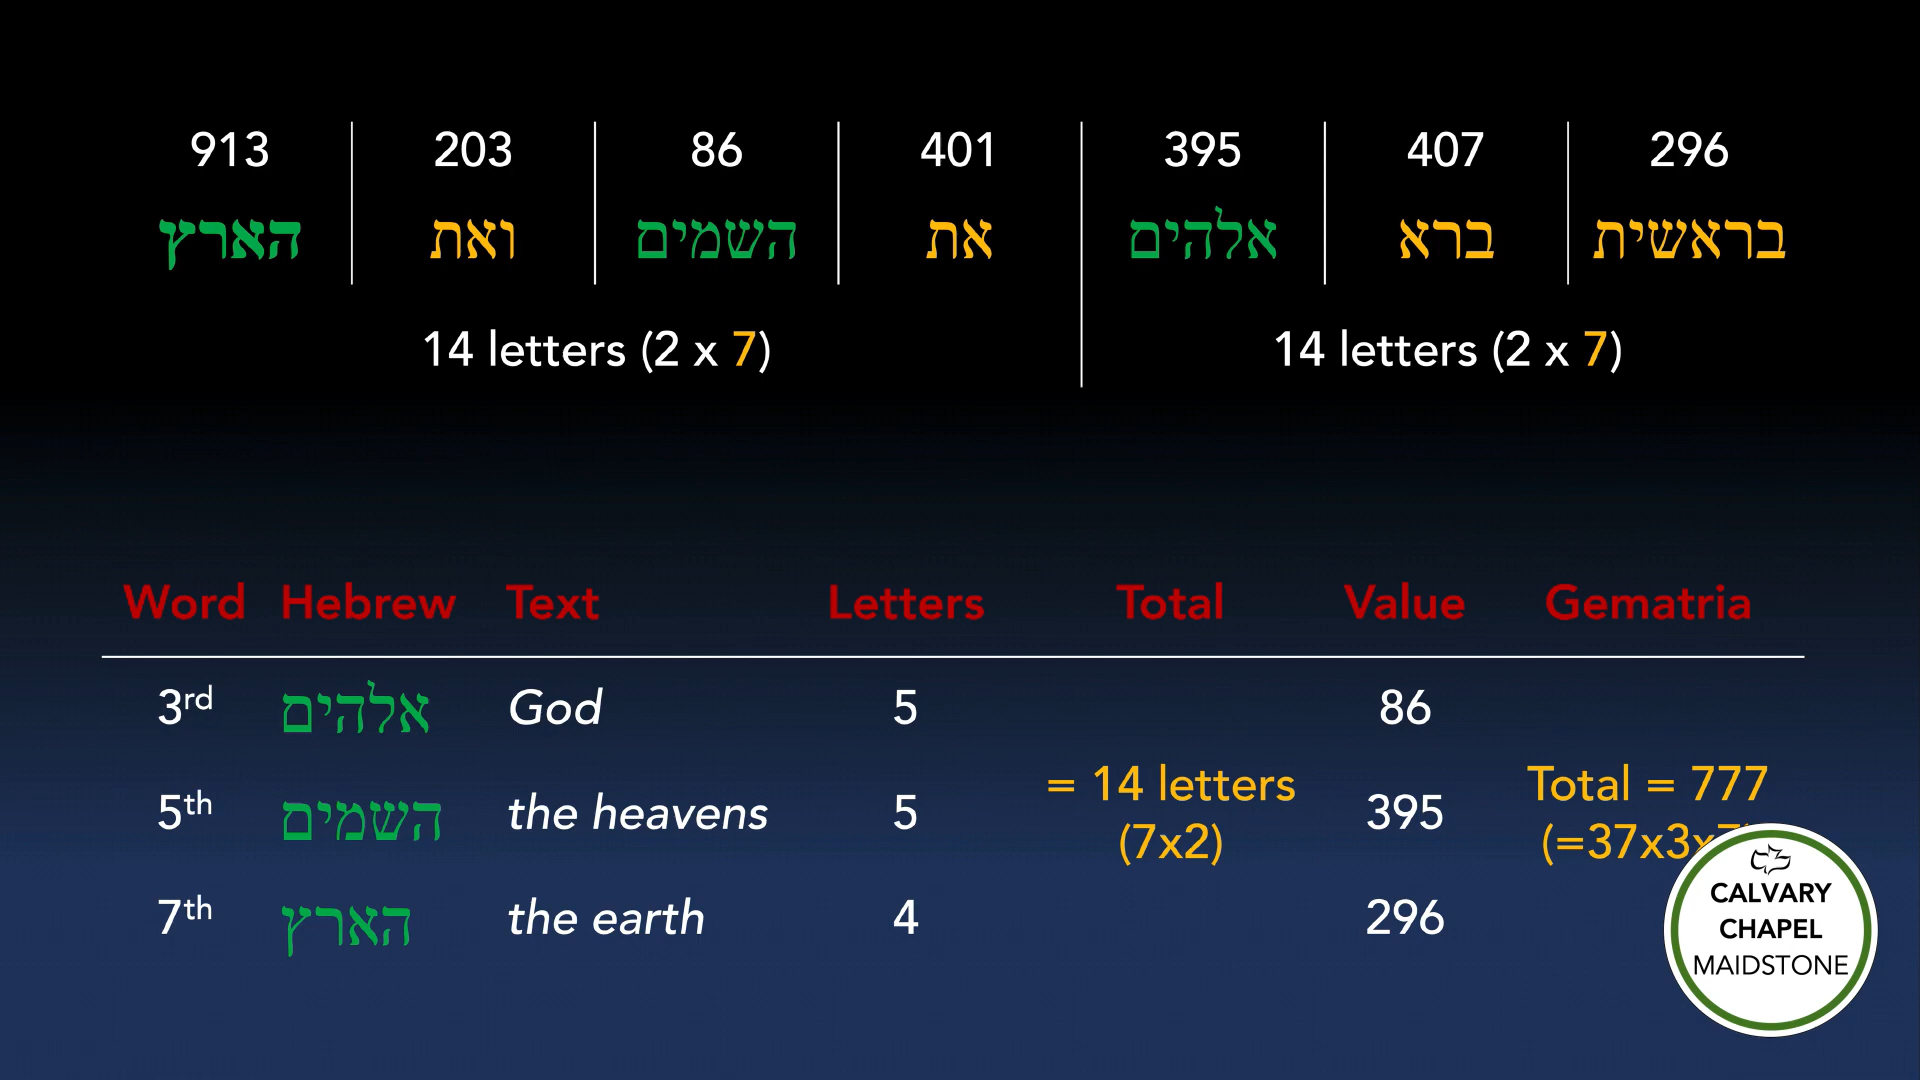 913 203 86 401 395 407 296
בראשית ברא אלהים את השמים ואת הארץ
14 letters (2 x 7) 14 letters (2 x 7)
Word Hebrew Text Letters Total Value Gematria
3rd אלהים God 5 86
= 14 letters Total = 777
5th השמים the heavens 5 395
(7x2) (=37x3x7
7th הארץ the earth 4 296
CALVARY
CHAPEL
MAIDSTONE